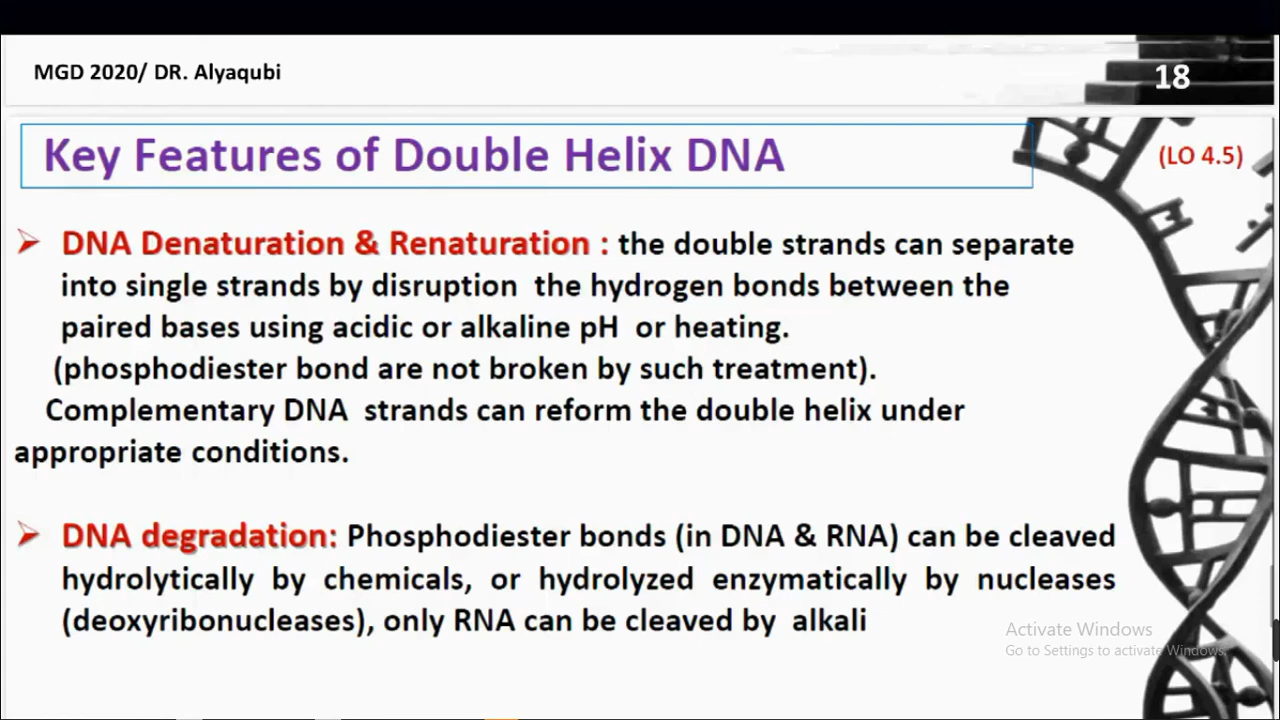 MGD 2020/ DR. Alyaqubi
18
Key Features of Double Helix DNA
(LO 4.5)
DNA Denaturation & Renaturation : the double strands can separate
into single strands by disruption the hydrogen bonds between the
paired bases using acidic or alkaline pH or heating.
(phosphodiester bond are not broken by such treatment).
Complementary DNA strands can reform the double helix under
appropriate conditions.
DNA degradation: Phosphodiester bonds (in DNA & RNA) can be cleaved
hydrolytically by chemicals, or hydrolyzed enzymatically by nucleases
(deoxyribonucleases), only RNA can be cleaved by alkali
Activate Windows
Go to Settings to activate Windows.